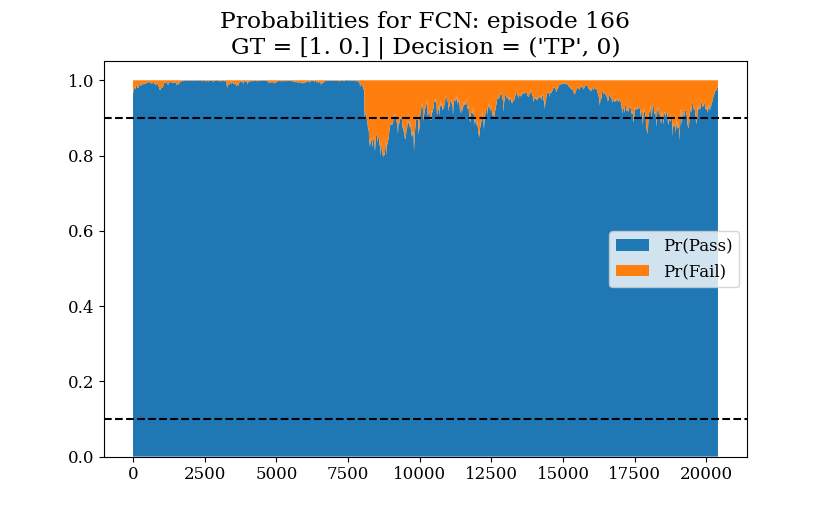 Probabilities for FCN: episode 166
GT = [1. 0.] | Decision = ('TP', 0)
1.0
0.8
0.6
0.4
0.2
0.0
Pr(Pass)
Pr(Fail)
0 2500 5000 7500 10000 12500 15000 17500 20000